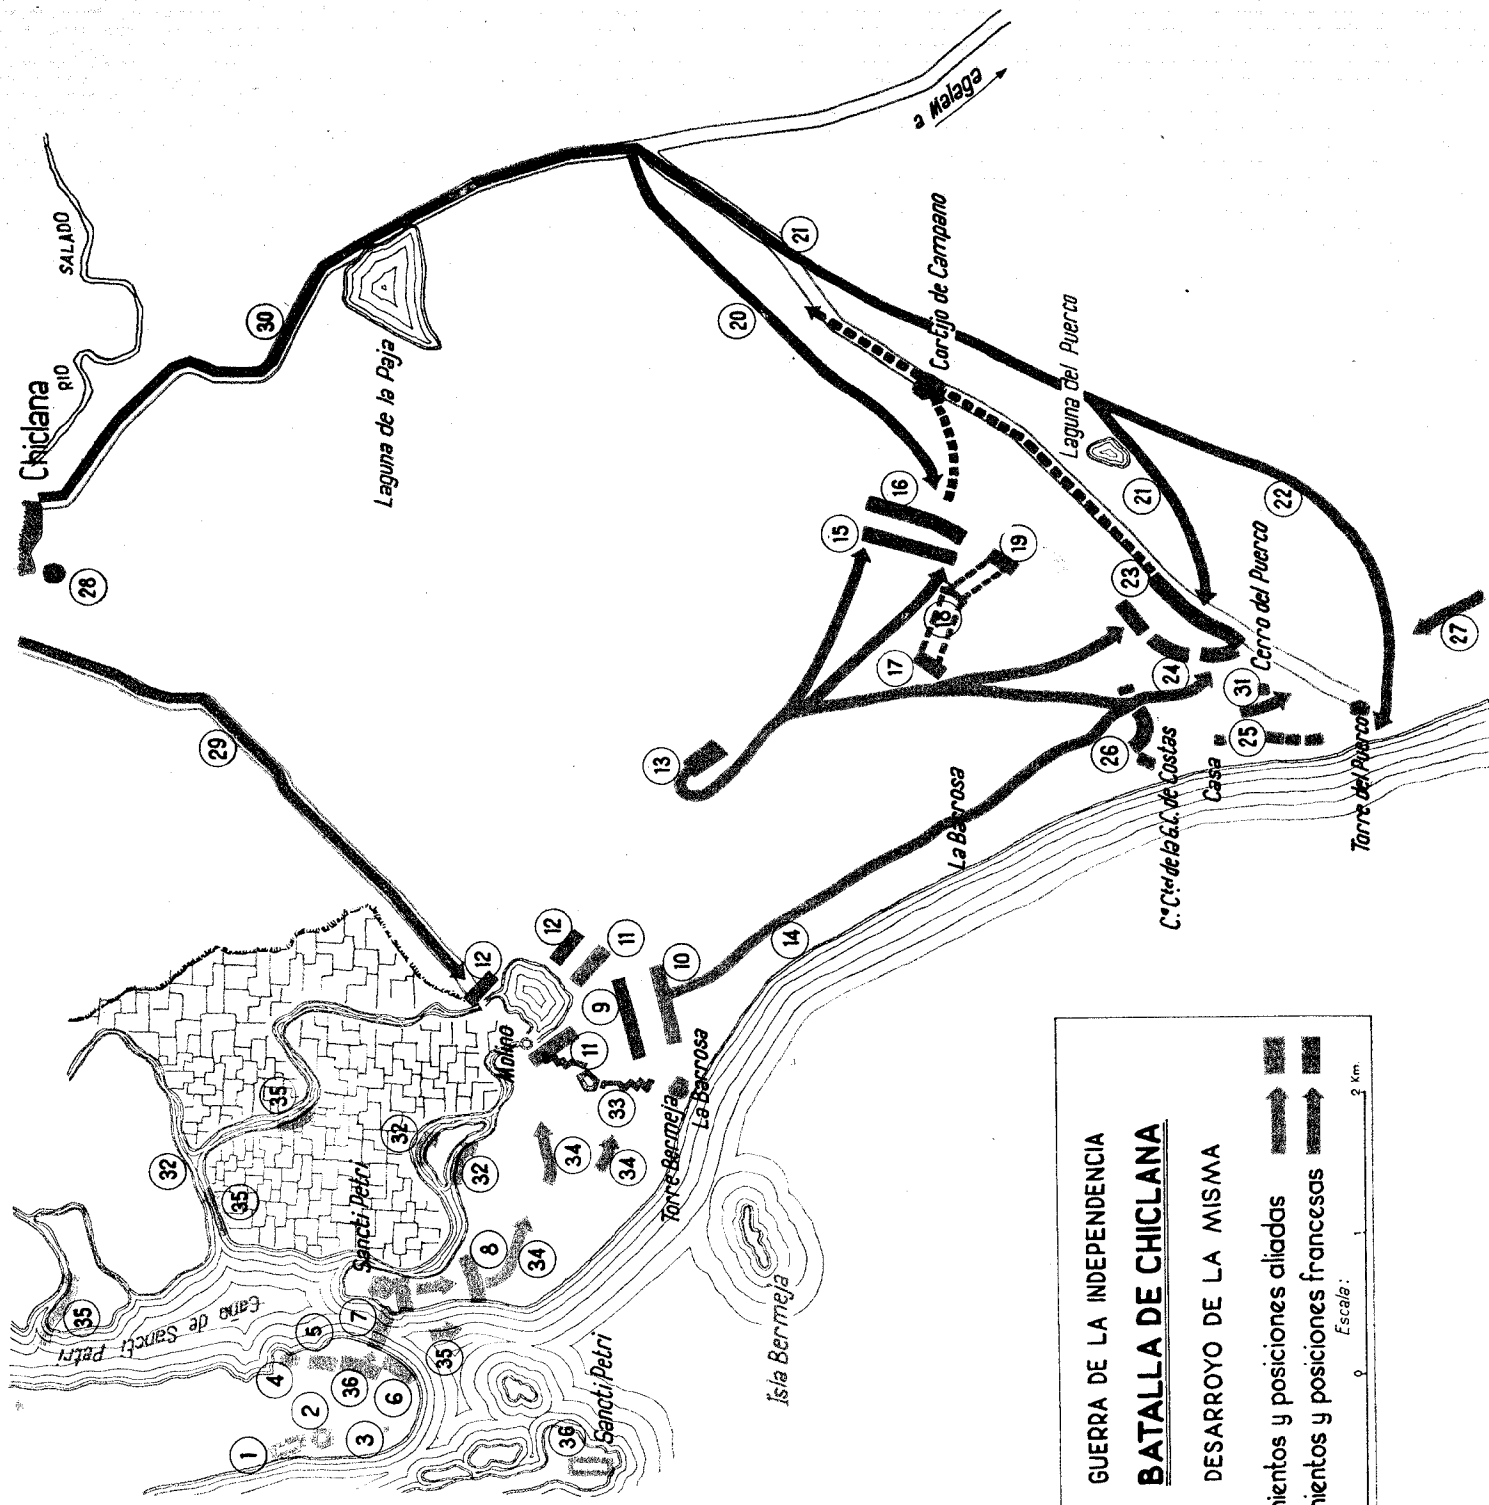 GUERRA DE LA INDEPENDENCIA
BATALLA DE CHICLANA
DESARROYO DE LA MISMA
mientos y posiciones aliadas
mientos y posiciones francesas
Escala:
0
1
2 Km.
Chiclana
RIO
SALADO
a Malaga
Laguna de la Paja
Cortijo de Campano
Laguna del Puerco
Cerro del Puerco
Torre del Puerco
Casa
C.ª C.tel de la G.C. de Costas
La Barrosa
Molino
Torre Bermeja
La Barrosa
Sancti Petri
Caño de Sancti Petri
Sancti Petri
Isla Bermeja
1
2
3
4
5
6
7
8
9
10
11
11
12
12
13
14
15
16
17
18
19
20
21
21
22
23
24
25
26
27
28
29
30
31
32
32
32
33
34
34
34
35
35
35
35
36
36